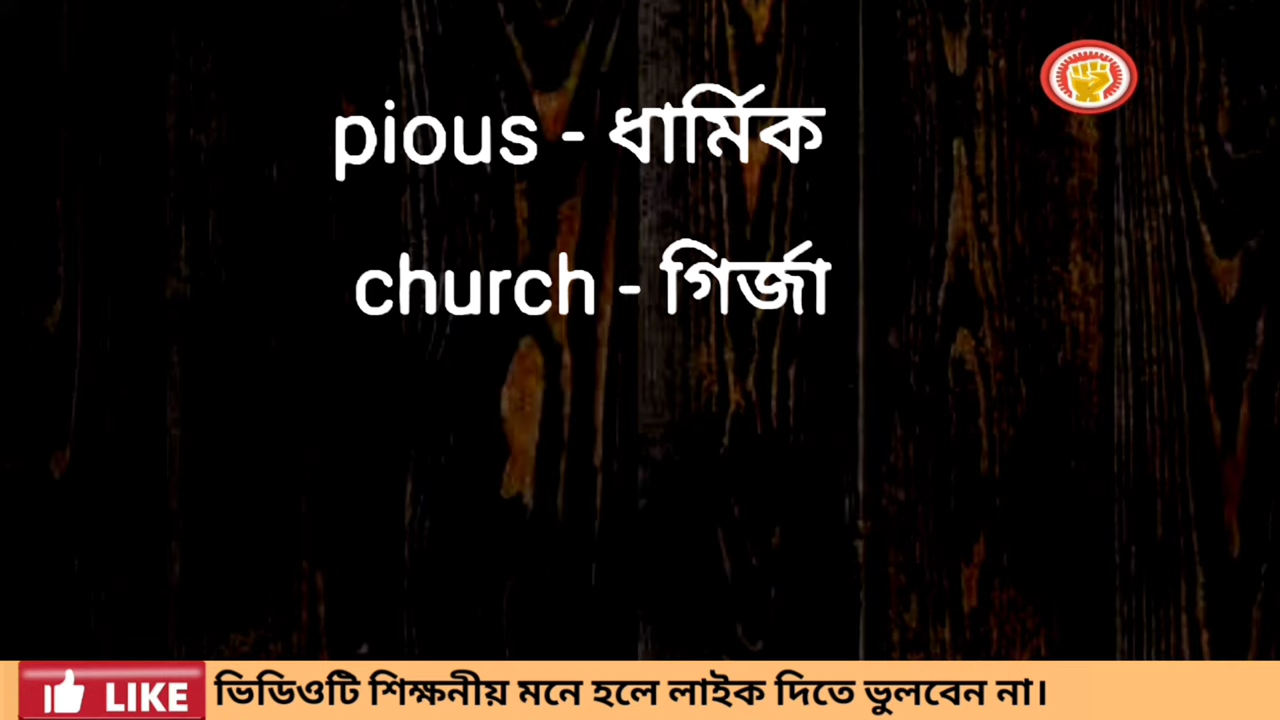 pious - ধার্মিক
church - গির্জা
LIKE ভিডিওটি শিক্ষনীয় মনে হলে লাইক দিতে ভুলবেন না।